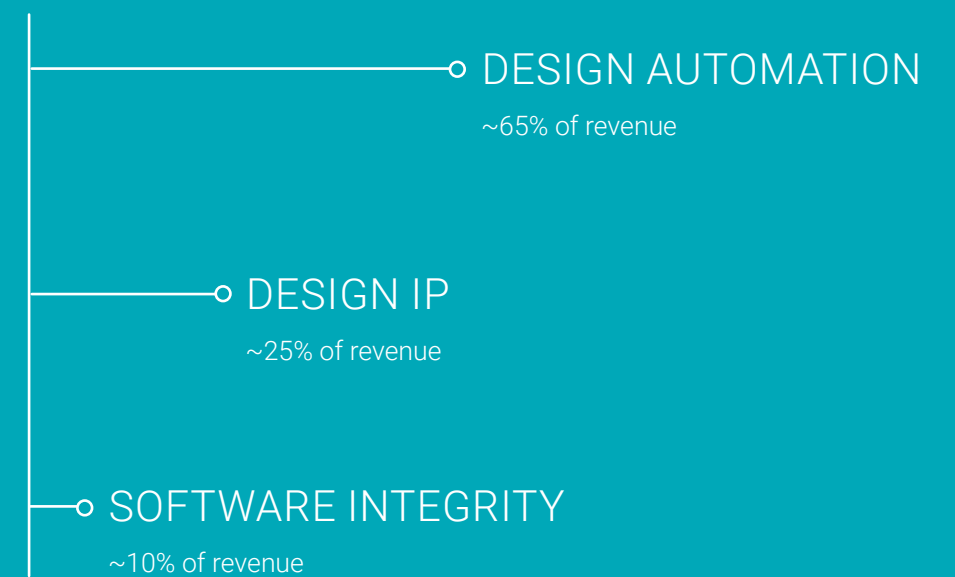 DESIGN AUTOMATION
~65% of revenue
DESIGN IP
~25% of revenue
SOFTWARE INTEGRITY
~10% of revenue